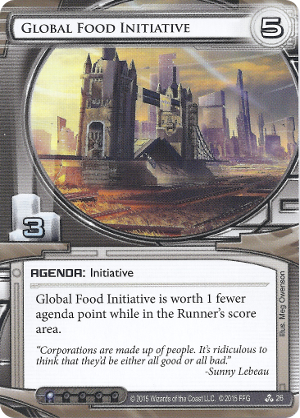 Global Food Initiative
5
3
AGENDA: Initiative
Global Food Initiative is worth 1 fewer
agenda point while in the Runner's score
area.
"Corporations are made up of people. It's ridiculous to
think that they'd be either all good or all bad."
-Sunny Lebeau
Illus. Meg Owenson
© 2015 Wizards of the Coast LLC. © 2015 FFG
26